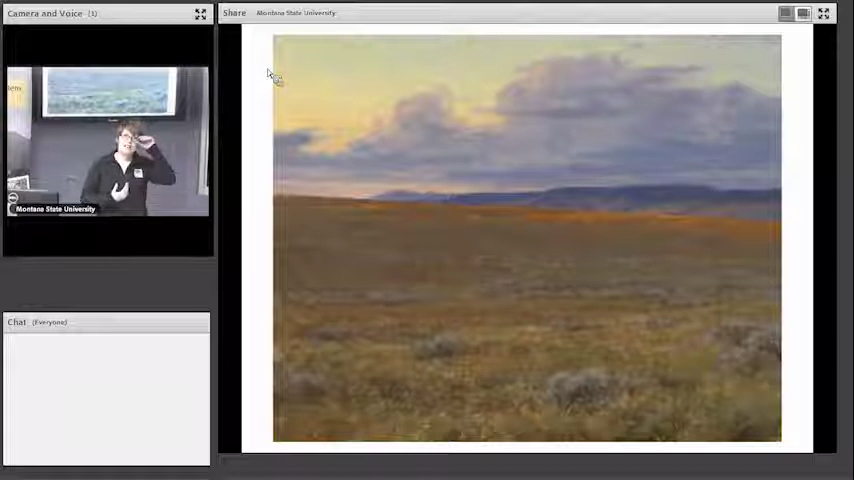 Camera and Voice (1)
Share Montana State University
Montana State University
Chat (Everyone)